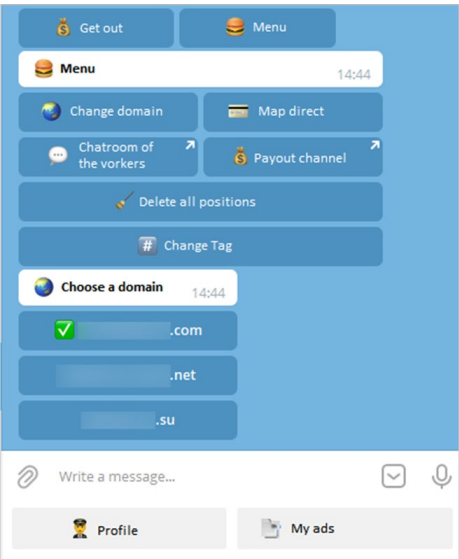 Get out
Menu
Menu
14:44
Change domain
Map direct
Chatroom of
the vorkers
Payout channel
Delete all positions
# Change Tag
Choose a domain
14:44
.com
.net
.su
Write a message...
Profile
My ads